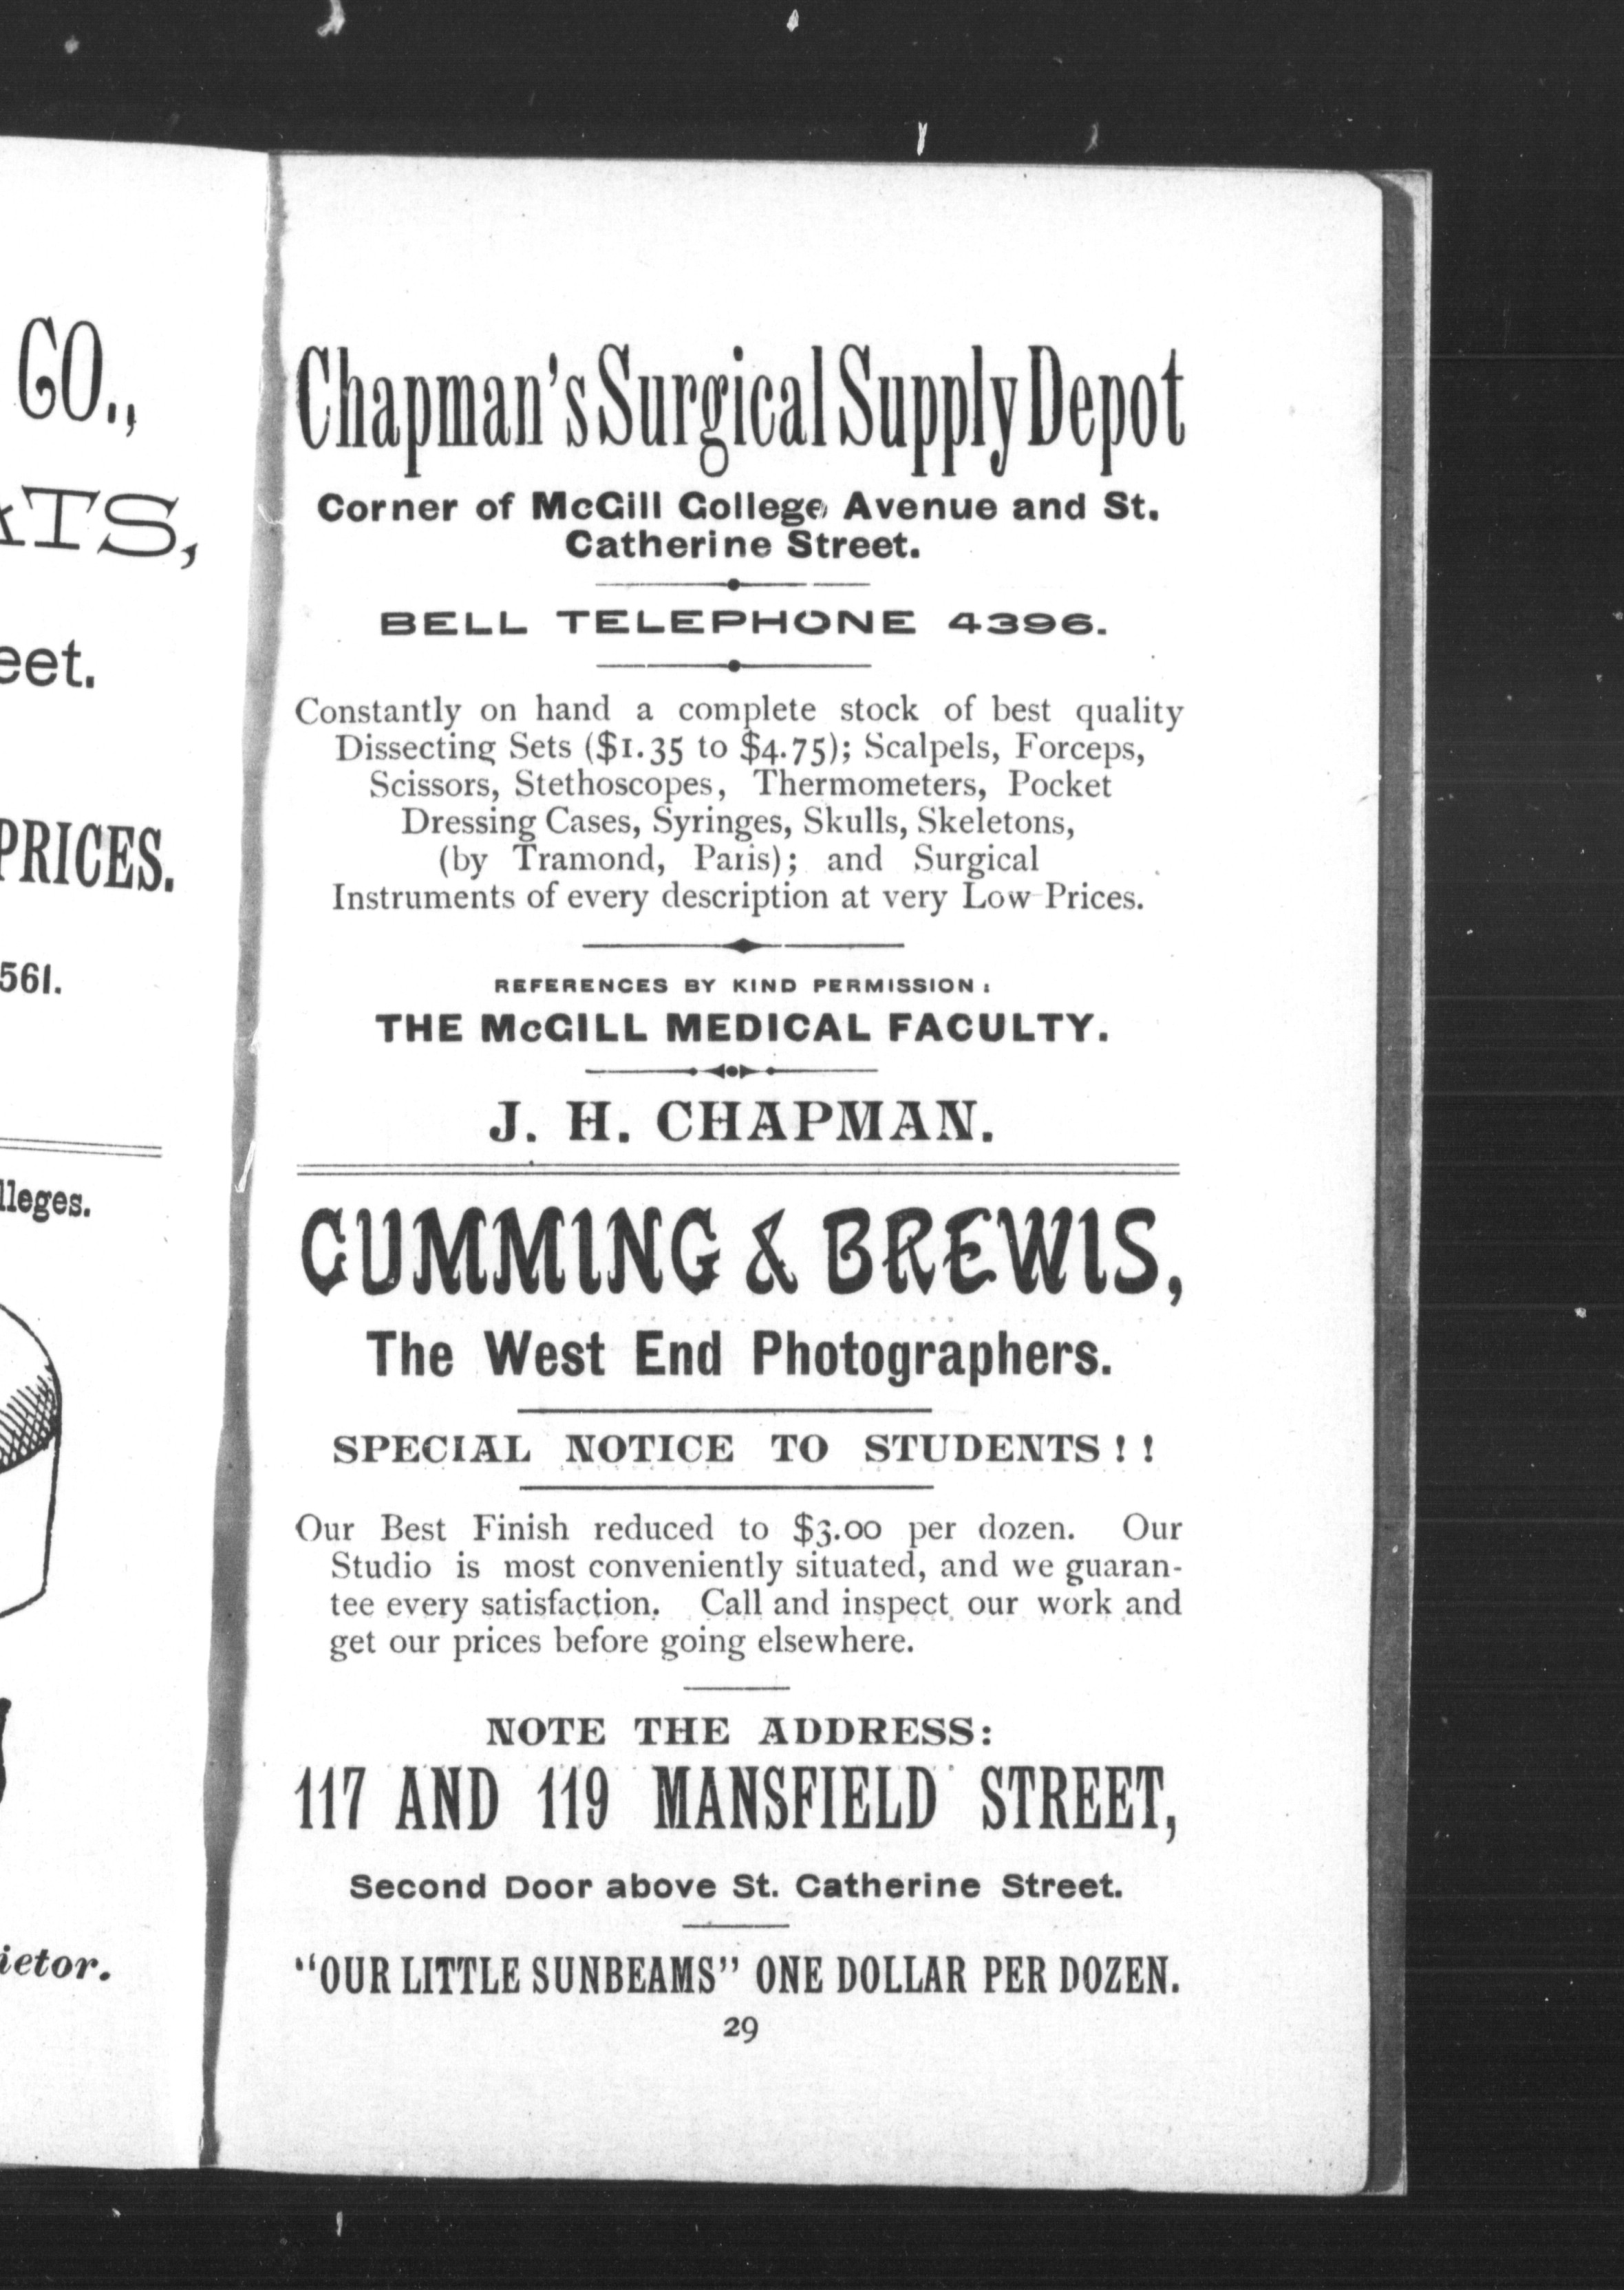 CO.,
TS,
eet.
PRICES.
561.
lleges.
ietor.
Chapman's Surgical Supply Depot
Corner of McGill College Avenue and St.
Catherine Street.
BELL TELEPHONE 4396.
Constantly on hand a complete stock of best quality
Dissecting Sets ($1.35 to $4.75); Scalpels, Forceps,
Scissors, Stethoscopes, Thermometers, Pocket
Dressing Cases, Syringes, Skulls, Skeletons,
(by Tramond, Paris); and Surgical
Instruments of every description at very Low Prices.
REFERENCES BY KIND PERMISSION:
THE McGILL MEDICAL FACULTY.
J. H. CHAPMAN.
CUMMING & BREWIS,
The West End Photographers.
SPECIAL NOTICE TO STUDENTS!!
Our Best Finish reduced to $3.00 per dozen. Our
Studio is most conveniently situated, and we guaran-
tee every satisfaction. Call and inspect our work and
get our prices before going elsewhere.
NOTE THE ADDRESS:
117 AND 119 MANSFIELD STREET,
Second Door above St. Catherine Street.
"OUR LITTLE SUNBEAMS" ONE DOLLAR PER DOZEN.
29